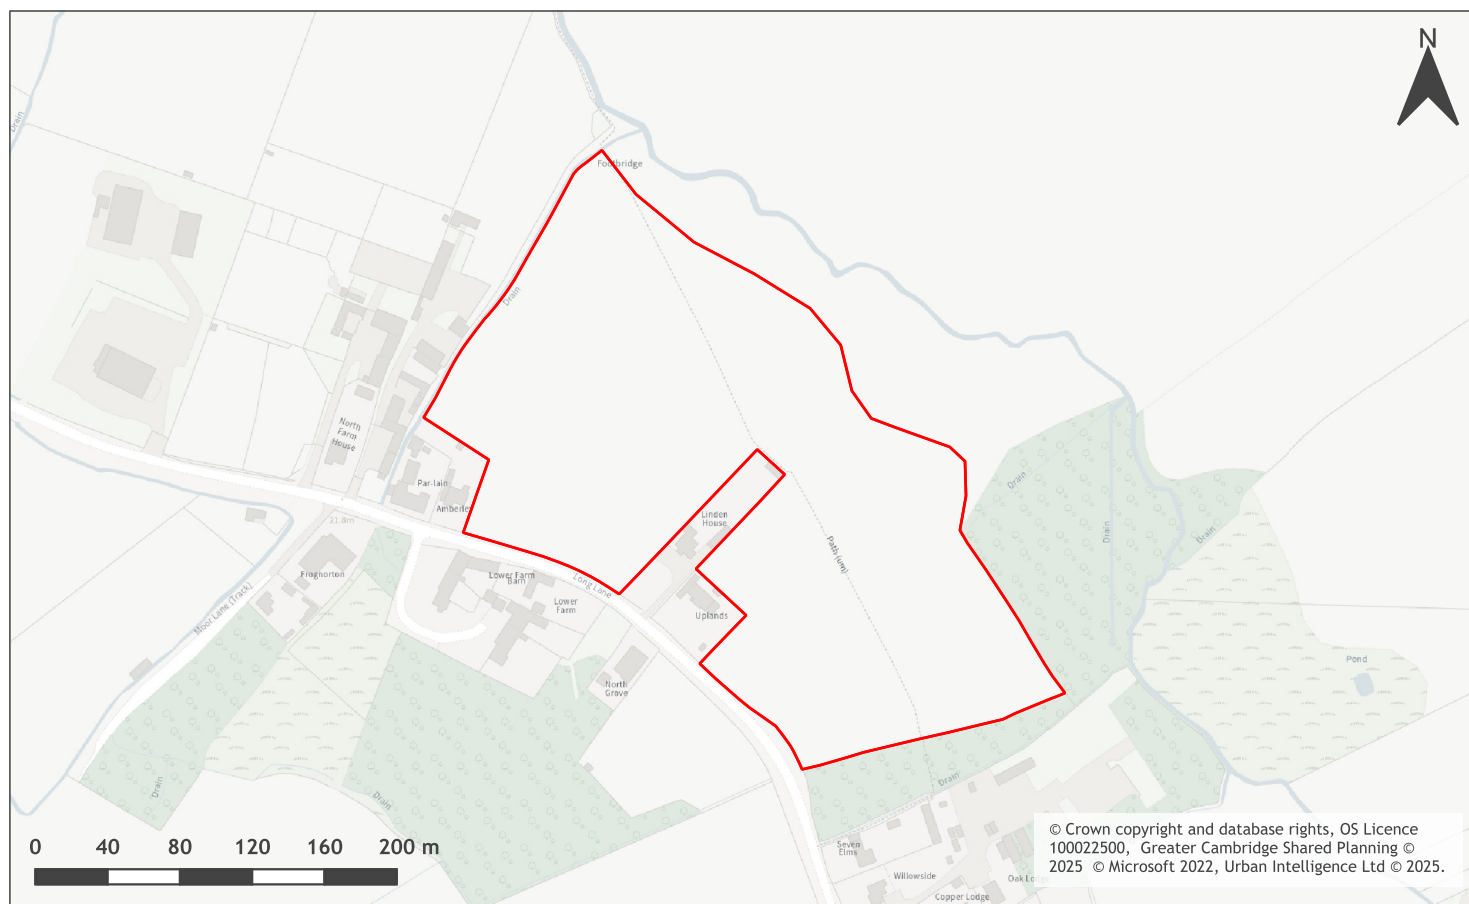 N
Drain
Footbridge
Drain
North
Farm
House
Par-lain
Amberley
21.8m
Linden
House
Path (um)
Drain
Drain
Drain
Frognorton
Lower Farm
Barn
Long Lane
Lower
Farm
Uplands
Moor Lane (Track)
North
Grove
Pond
Drain
Drain
Drain
Seven
Elms
Willowside
Copper Lodge
Oak Lodge
0 40 80 120 160 200 m
© Crown copyright and database rights, OS Licence
100022500, Greater Cambridge Shared Planning ©
2025 © Microsoft 2022, Urban Intelligence Ltd © 2025.